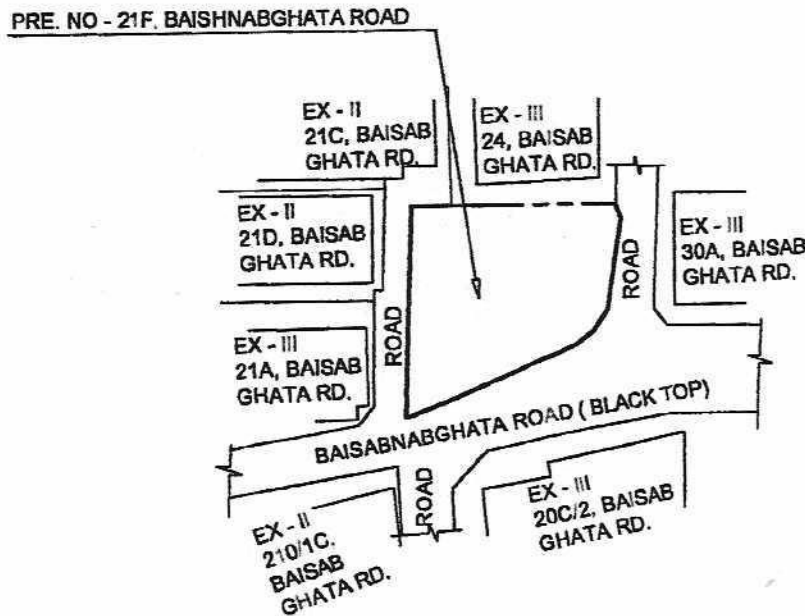 PRE. NO - 21F. BAISHNABGHATA ROAD
EX - II
21C, BAISAB
GHATA RD.
EX - III
24, BAISAB
GHATA RD.
EX - II
21D, BAISAB
GHATA RD.
EX - III
30A, BAISAB
GHATA RD.
ROAD
ROAD
EX - III
21A, BAISAB
GHATA RD.
BAISABNABGHATA ROAD ( BLACK TOP)
ROAD
EX - III
20C/2, BAISAB
GHATA RD.
EX - II
210/1C.
BAISAB
GHATA RD.